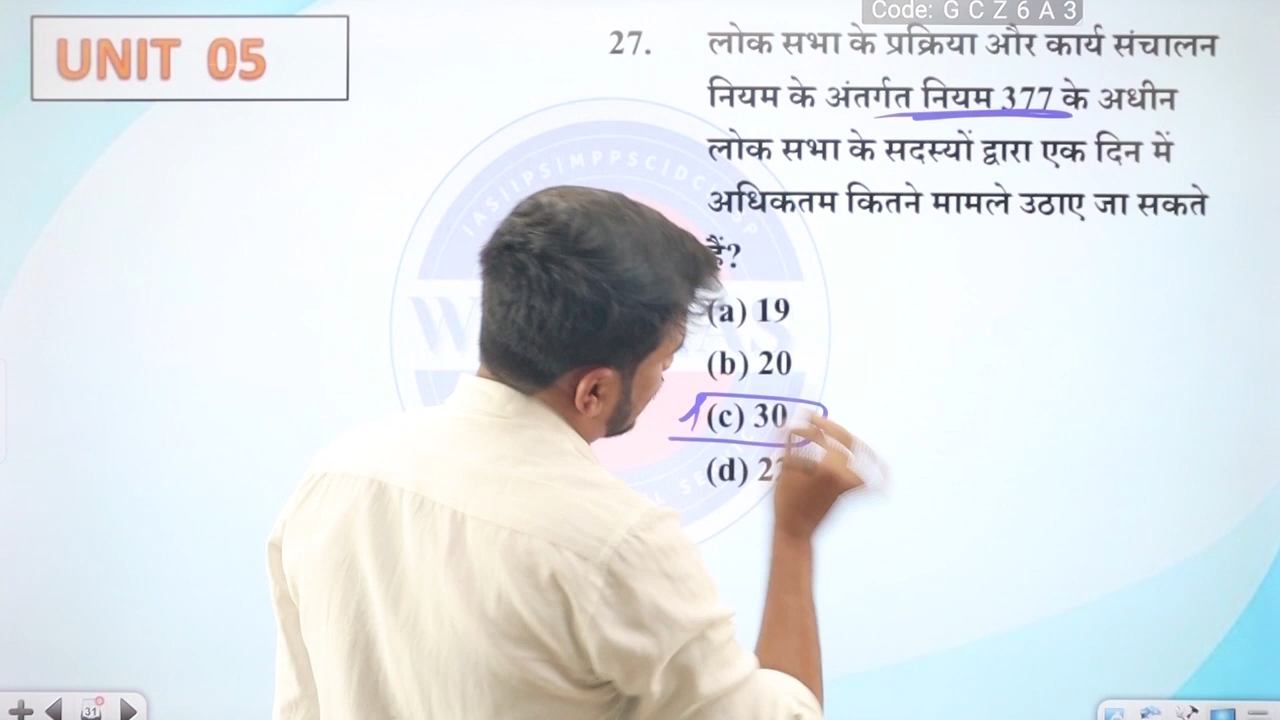 Code: G C Z 6 A 3
UNIT 05
27. लोक सभा के प्रक्रिया और कार्य संचालन
नियम के अंतर्गत नियम 377 के अधीन
लोक सभा के सदस्यों द्वारा एक दिन में
अधिकतम कितने मामले उठाए जा सकते
हैं?
(a) 19
(b) 20
(c) 30
(d)
31